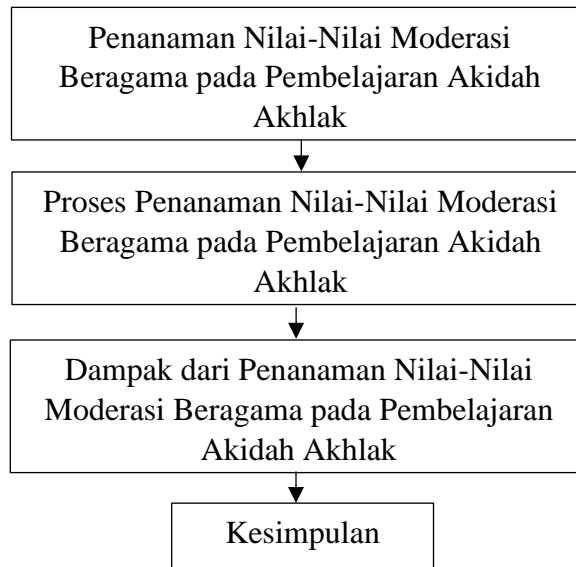 Penanaman Nilai-Nilai Moderasi
Beragama pada Pembelajaran Akidah
Akhlak
Proses Penanaman Nilai-Nilai Moderasi
Beragama pada Pembelajaran Akidah
Akhlak
Dampak dari Penanaman Nilai-Nilai
Moderasi Beragama pada Pembelajaran
Akidah Akhlak
Kesimpulan